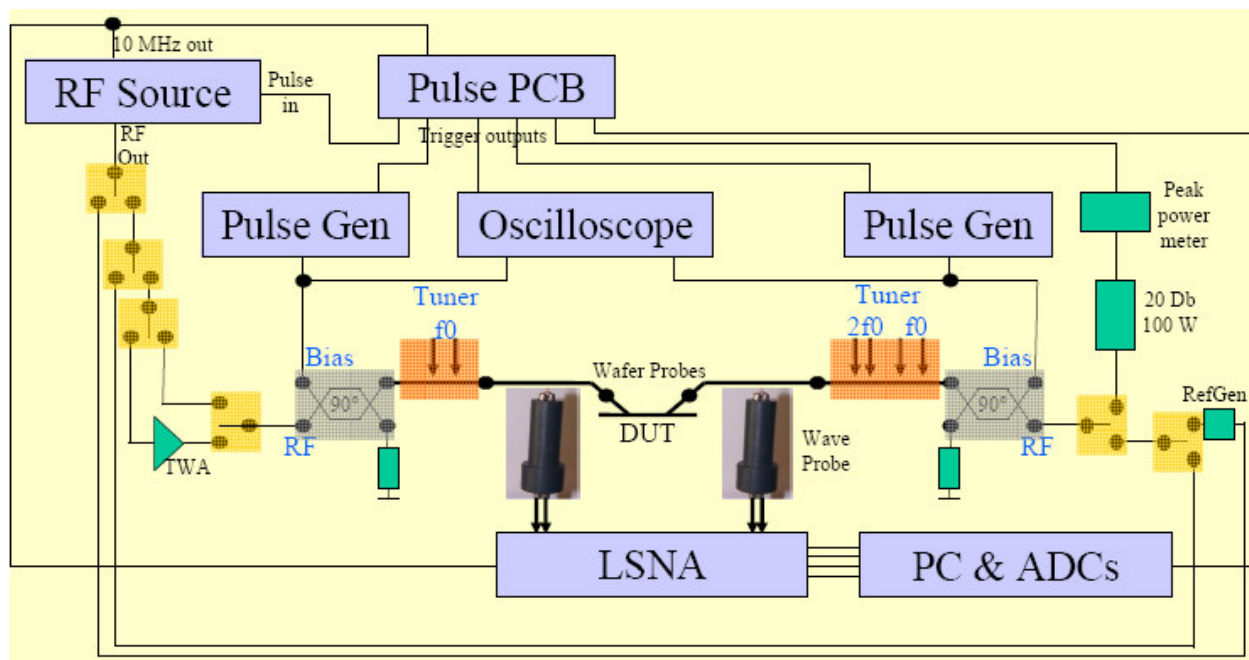 10 MHz out
RF Source
Pulse
in
Pulse PCB
RF
Out
Trigger outputs
Pulse Gen
Oscilloscope
Pulse Gen
Peak
power
meter
Tuner
f0
Tuner
2f0 f0
20 Db
100 W
Bias
Wafer Probes
Bias
90°
90°
RefGen
DUT
RF
RF
TWA
Wave
Probe
LSNA
PC & ADCs